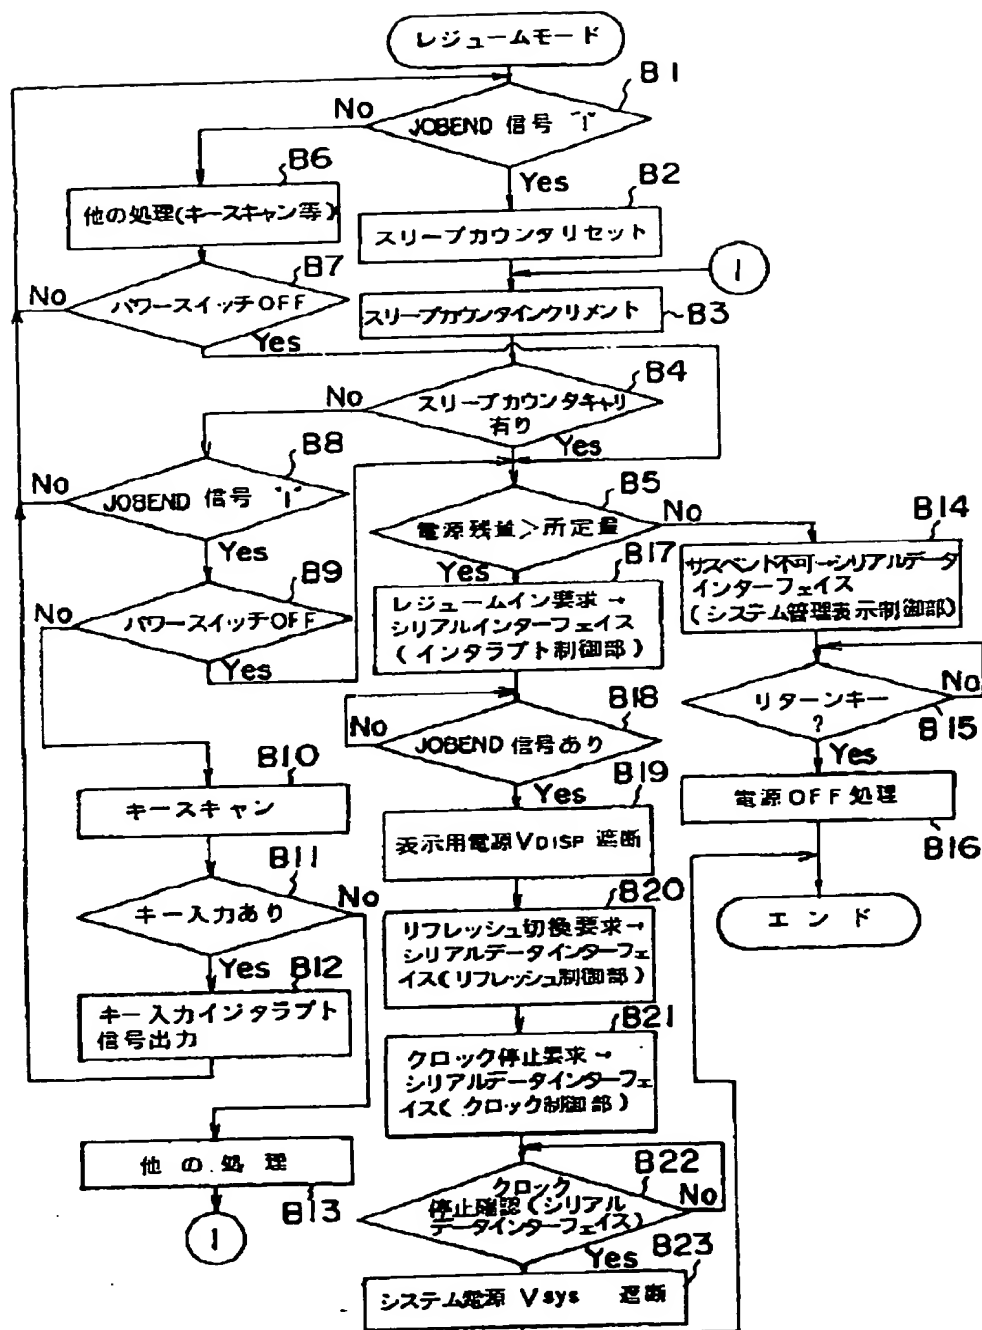 レジュームモード
B1
No
JOBEND 信号 "1"
Yes
B6
他の処理(キースキャン等)
B2
スリープカウンタリセット
B7
No
パワースイッチOFF
Yes
1
スリープカウンタインクリメント
B3
B4
No
スリープカウンタキャリ
有り
Yes
B8
No
JOBEND 信号 "1"
Yes
B5
電源残量>所定量
No
Yes
B9
No
パワースイッチOFF
Yes
B17
レジュームイン要求→
シリアルインターフェイス
(インタラプト制御部)
B14
サスペンド不可→シリアルデータ
インターフェイス
(システム管理表示制御部)
B18
No
JOBEND 信号あり
Yes
リターンキー
?
No
B15
Yes
B10
キースキャン
B19
表示用電源 VDISP 遮断
電源OFF処理
B16
エンド
B11
No
キー入力あり
Yes
B20
リフレッシュ切換要求→
シリアルデータインターフェ
イス(リフレッシュ制御部)
B12
キー入力インタラプト
信号出力
B21
クロック停止要求→
シリアルデータインターフェ
イス(クロック制御部)
他の処理
B13
1
B22
クロック
停止確認(シリアル
データインターフェイス)
No
Yes
B23
システム電源 Vsys 遮断